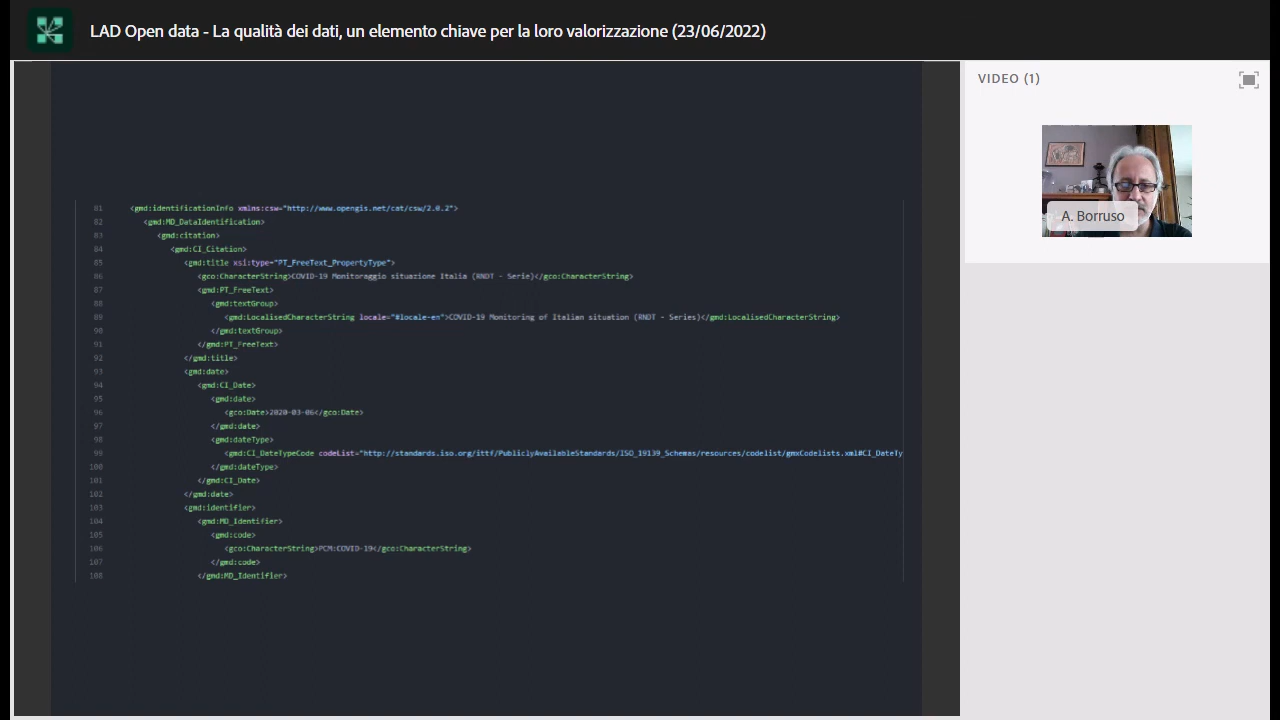 LAD Open data - La qualità dei dati, un elemento chiave per la loro valorizzazione (23/06/2022)
VIDEO (1)
A. Borruso
81 <gmd:identificationInfo xmlns:csw="http://www.opengis.net/cat/csw/2.0.2">
82 <gmd:MD_DataIdentification>
83 <gmd:citation>
84 <gmd:CI_Citation>
85 <gmd:title xsi:type="PT_FreeText_PropertyType">
86 <gco:CharacterString>COVID-19 Monitoraggio situazione Italia (RNDT - Serie)</gco:CharacterString>
87 <gmd:PT_FreeText>
88 <gmd:textGroup>
89 <gmd:LocalisedCharacterString locale="#locale-en">COVID-19 Monitoring of Italian situation (RNDT - Series)</gmd:LocalisedCharacterString>
90 </gmd:textGroup>
91 </gmd:PT_FreeText>
92 </gmd:title>
93 <gmd:date>
94 <gmd:CI_Date>
95 <gmd:date>
96 <gco:Date>2020-03-06</gco:Date>
97 </gmd:date>
98 <gmd:dateType>
99 <gmd:CI_DateTypeCode codeList="http://standards.iso.org/ittf/PubliclyAvailableStandards/ISO_19139_Schemas/resources/codelist/gmxCodelists.xml#CI_DateTy
100 </gmd:dateType>
101 </gmd:CI_Date>
102 </gmd:date>
103 <gmd:identifier>
104 <gmd:MD_Identifier>
105 <gmd:code>
106 <gco:CharacterString>PCM:COVID-19</gco:CharacterString>
107 </gmd:code>
108 </gmd:MD_Identifier>